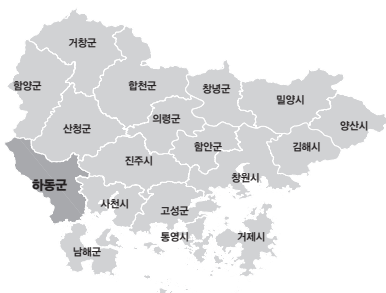 거창군
함양군
합천군
창녕군
밀양시
양산시
의령군
산청군
함안군
김해시
진주시
창원시
하동군
사천시
고성군
통영시
거제시
남해군